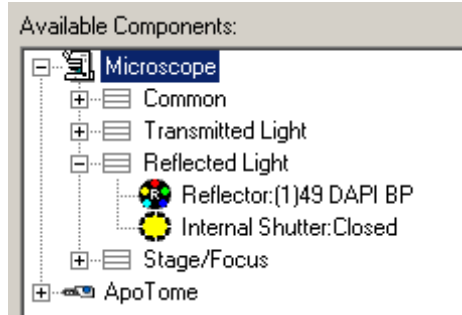 Available Components:
Microscope
Common
Transmitted Light
Reflected Light
Reflector:(1)49 DAPI BP
Internal Shutter:Closed
Stage/Focus
ApoTome